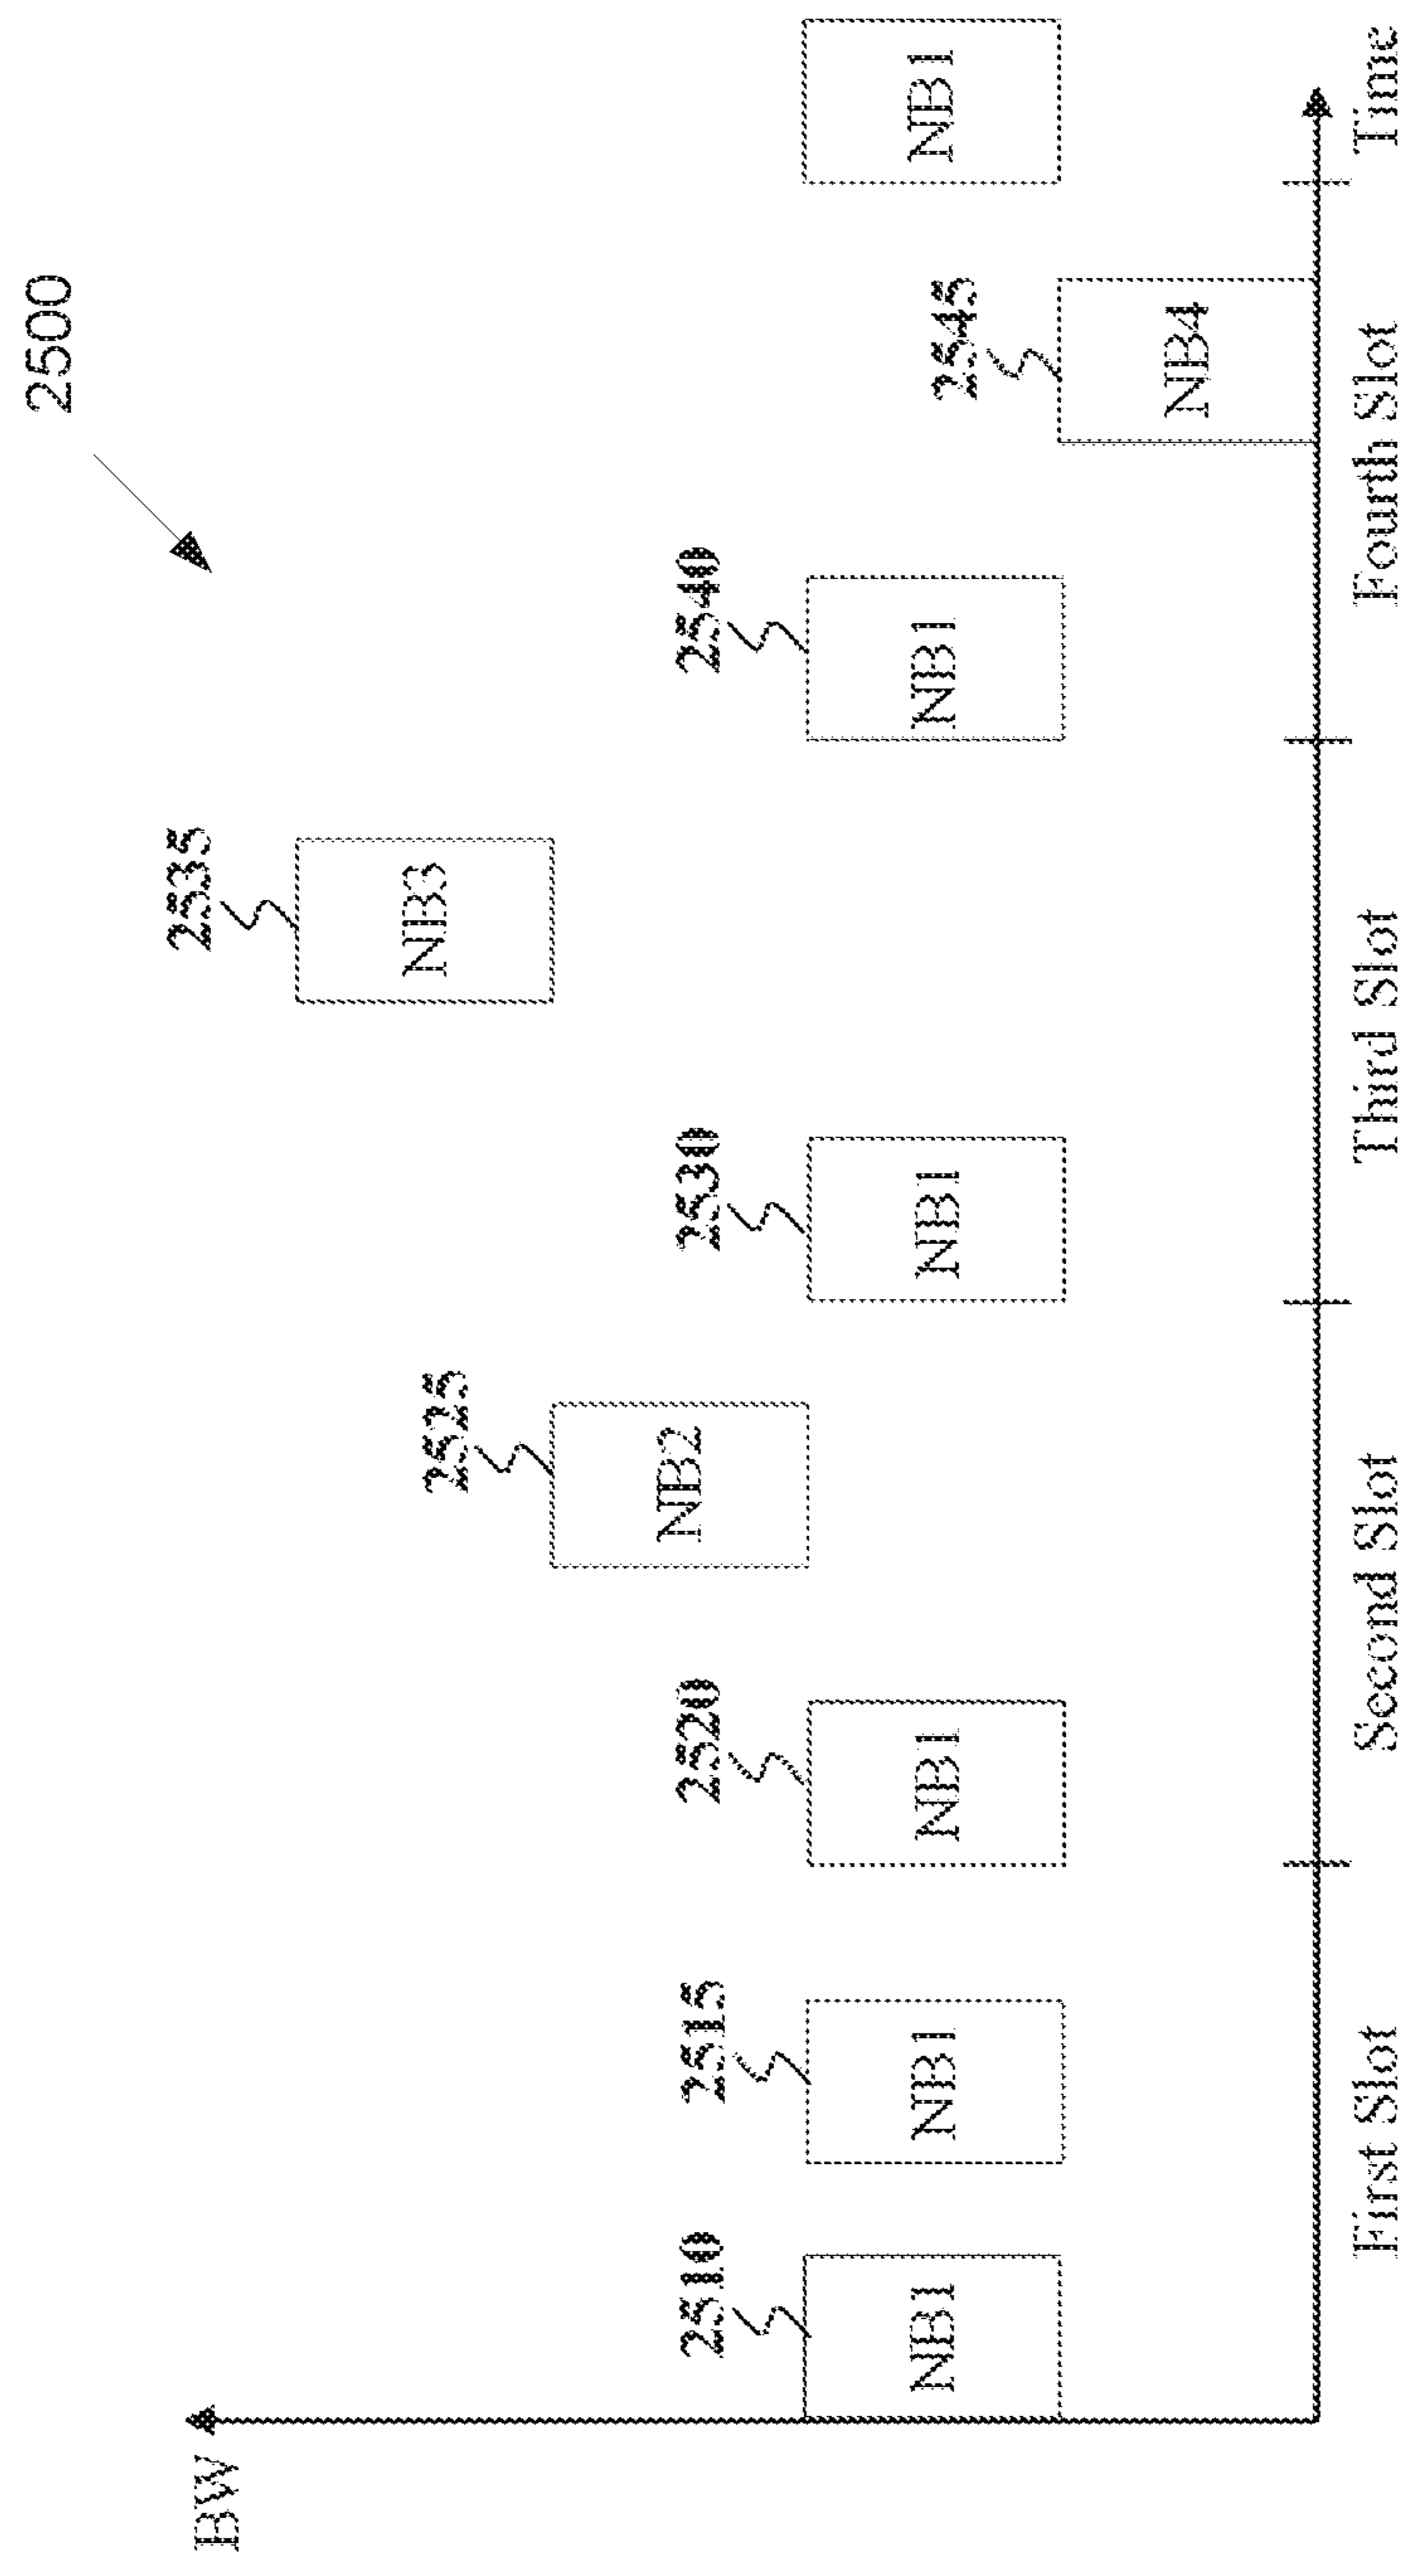 2500
BW
2510
NB1
2515
NB1
2520
NB1
2525
NB2
2530
NB1
2535
NB3
2540
NB1
2545
NB4
NB1
First Slot
Second Slot
Third Slot
Fourth Slot
Time